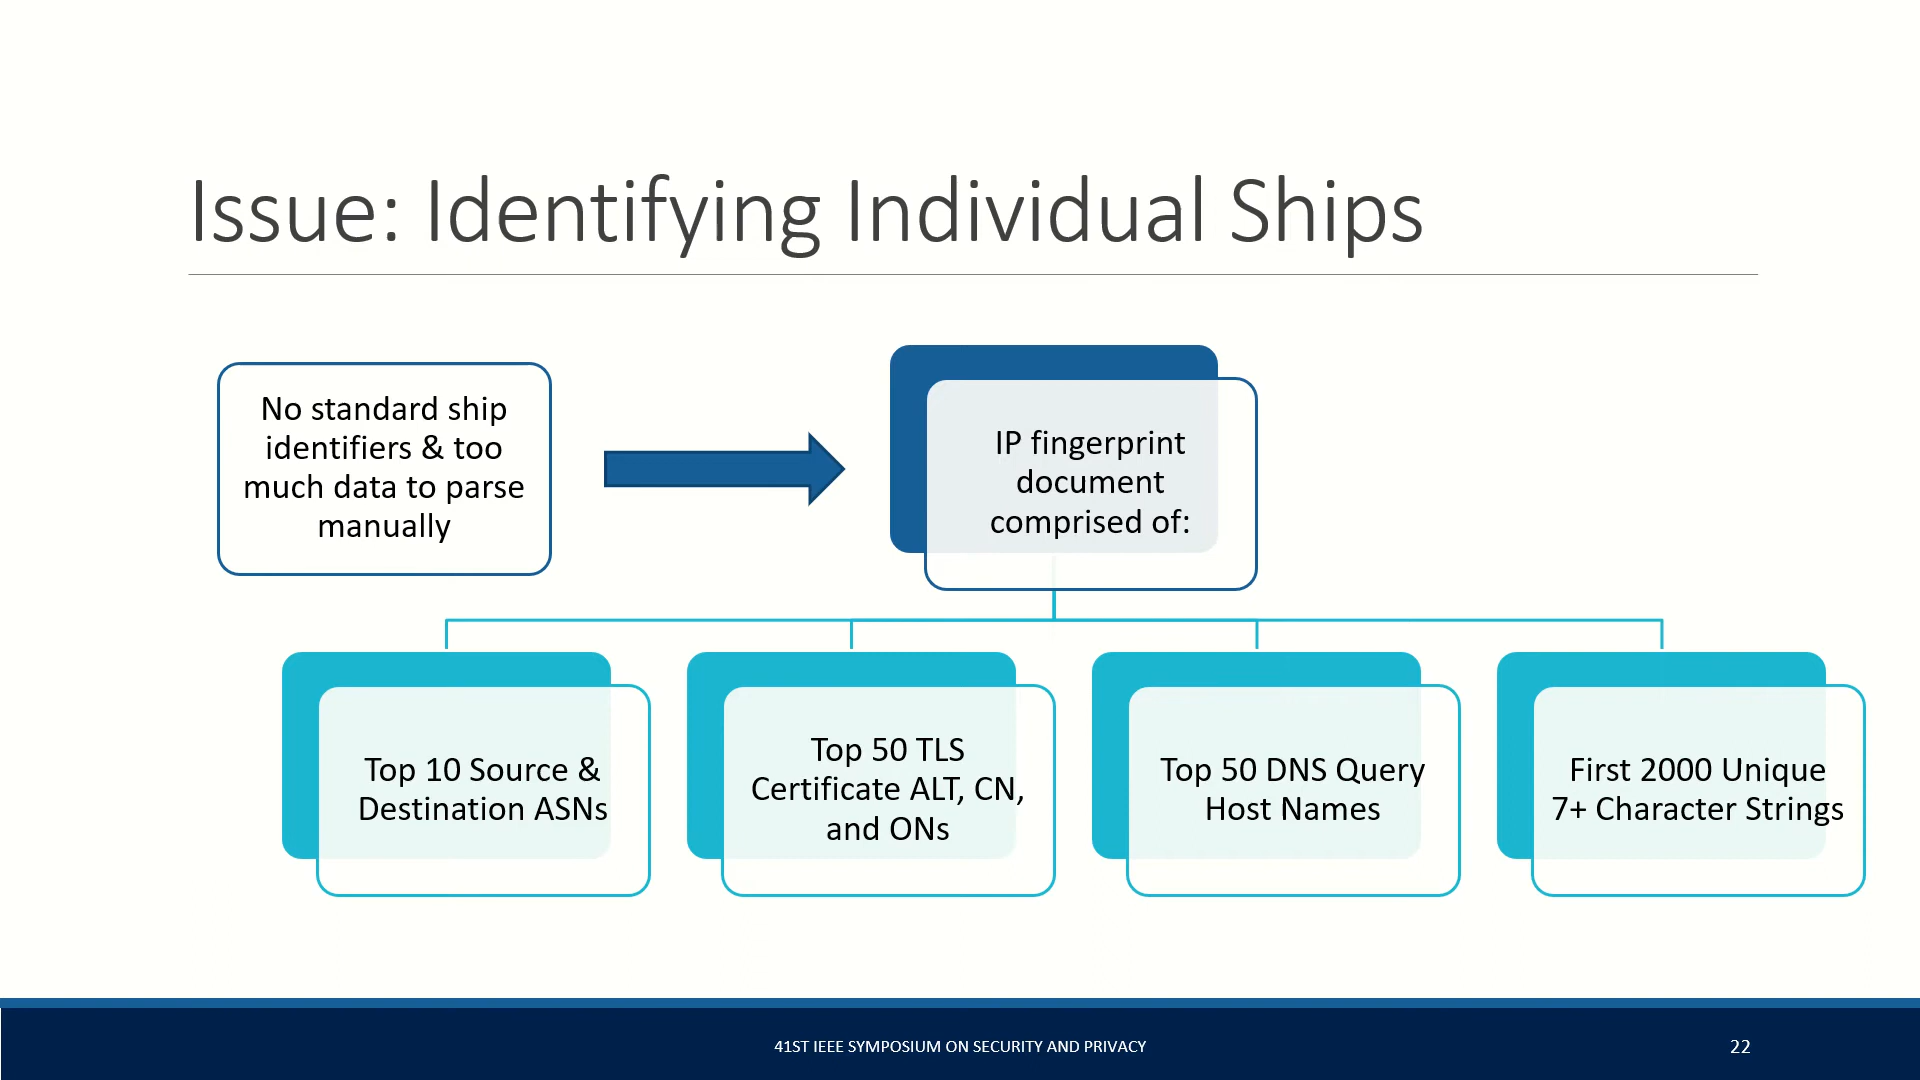 Issue: Identifying Individual Ships
No standard ship
identifiers & too
much data to parse
manually
IP fingerprint
document
comprised of:
Top 10 Source &
Destination ASNs
Top 50 TLS
Certificate ALT, CN,
and ONs
Top 50 DNS Query
Host Names
First 2000 Unique
7+ Character Strings
41ST IEEE SYMPOSIUM ON SECURITY AND PRIVACY
22